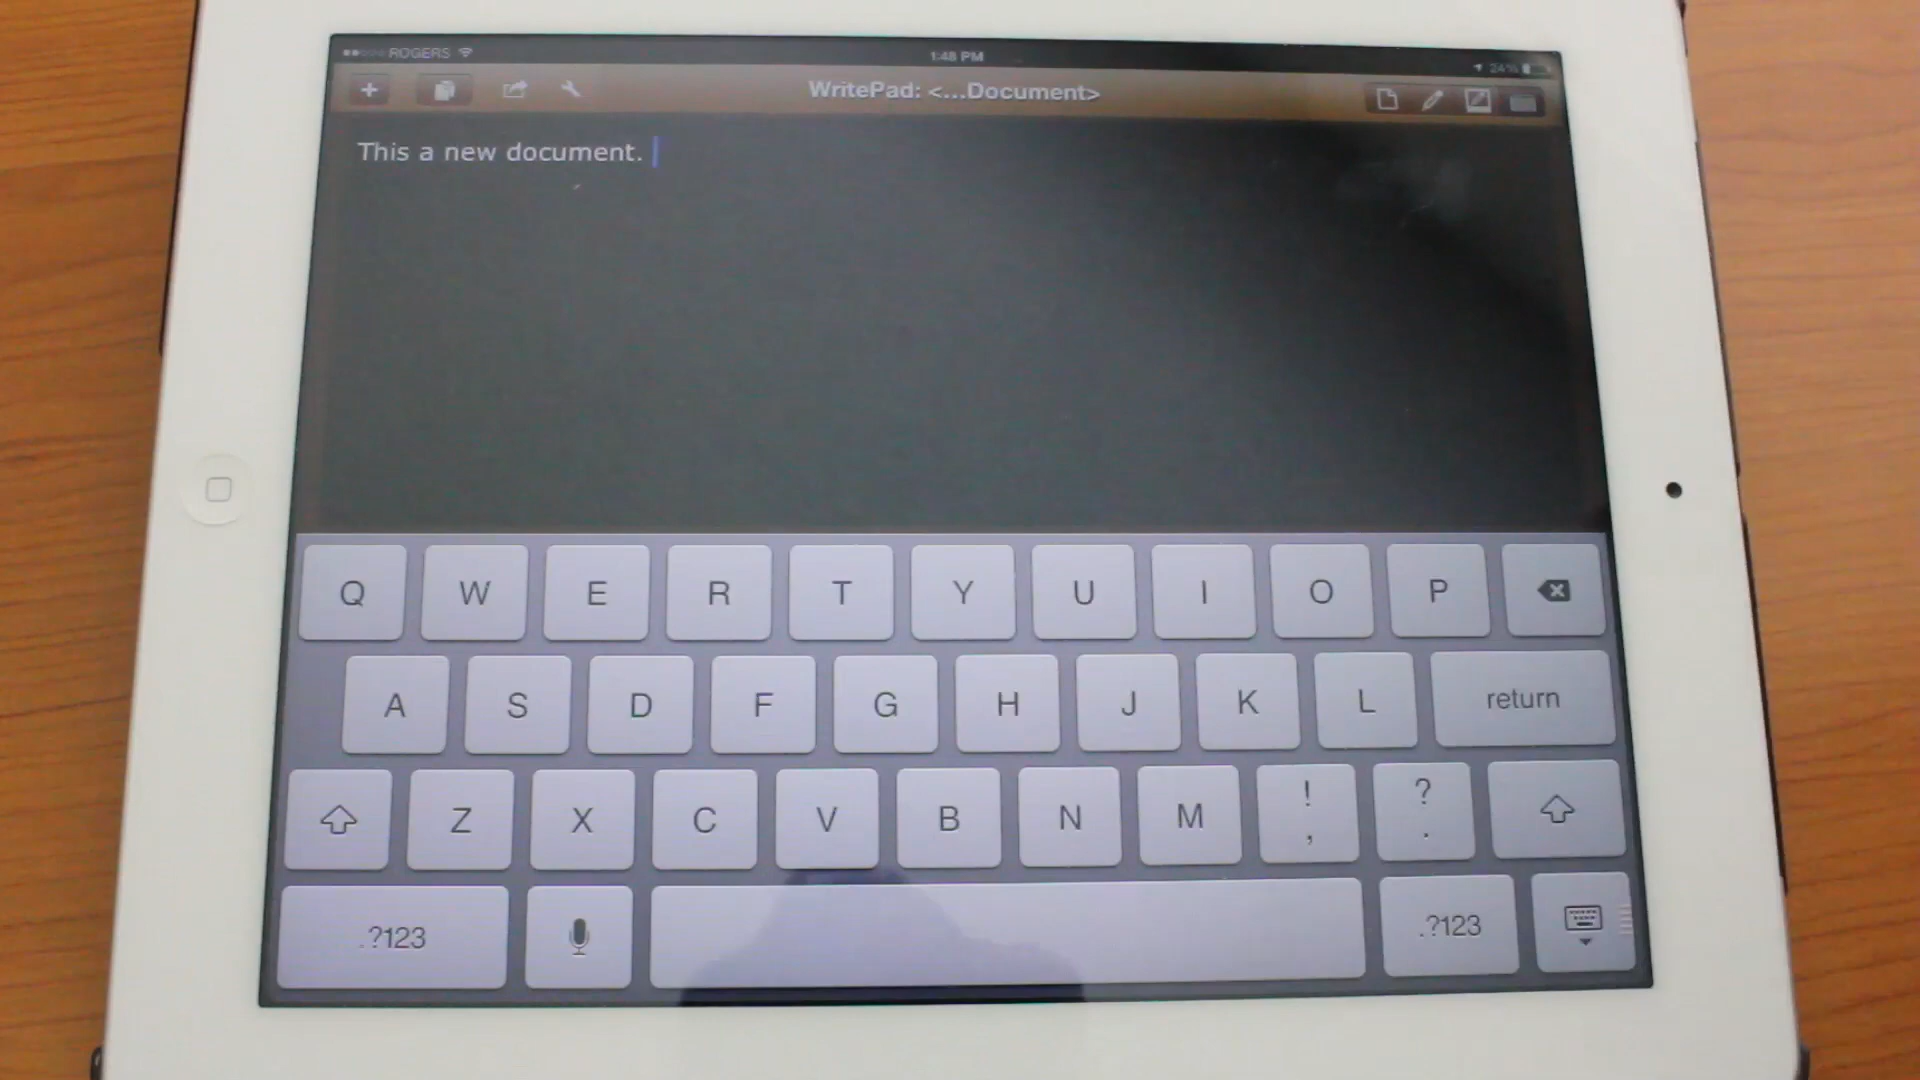 ROGERS 1:48 PM 24%
WritePad: <...Document>
This a new document.
Q W E R T Y U I O P
A S D F G H J K L return
Z X C V B N M ! , ? .
.?123 .?123